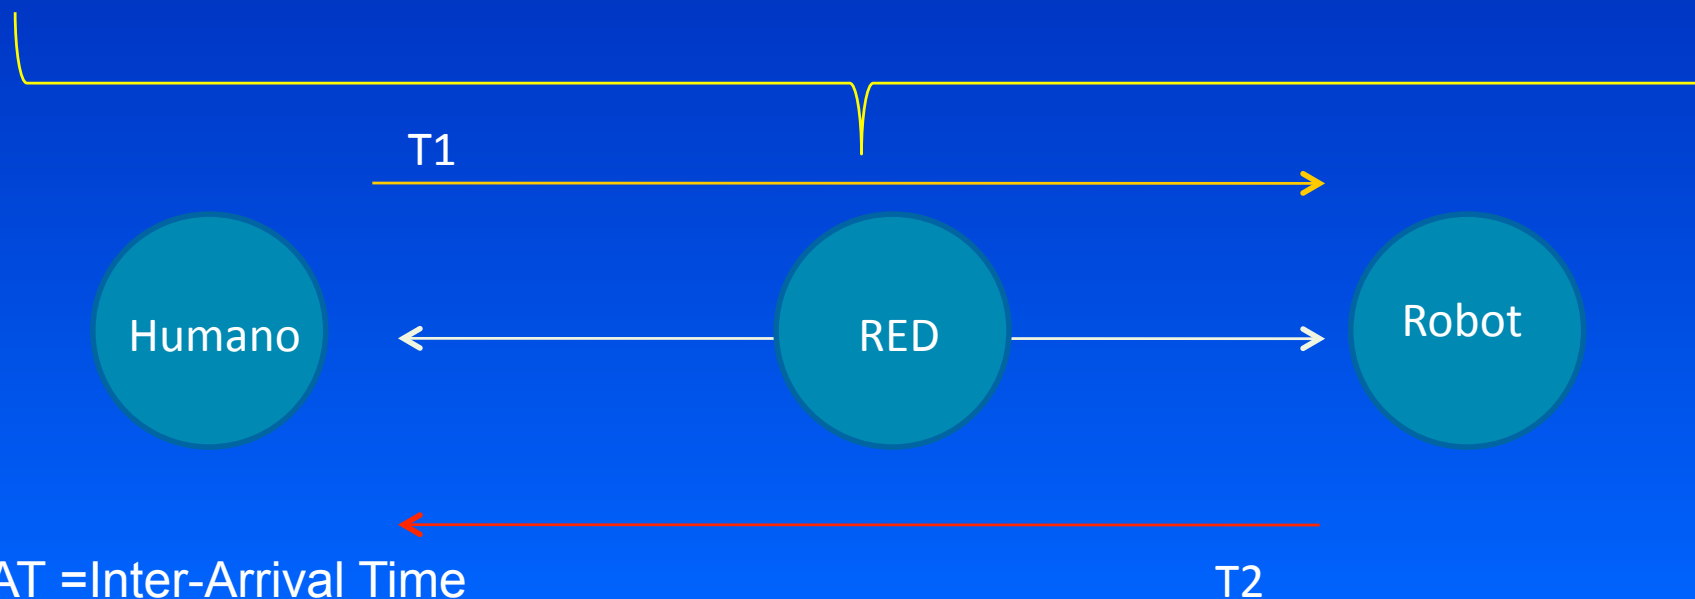 T1
Humano
RED
Robot
AT =Inter-Arrival Time
T2